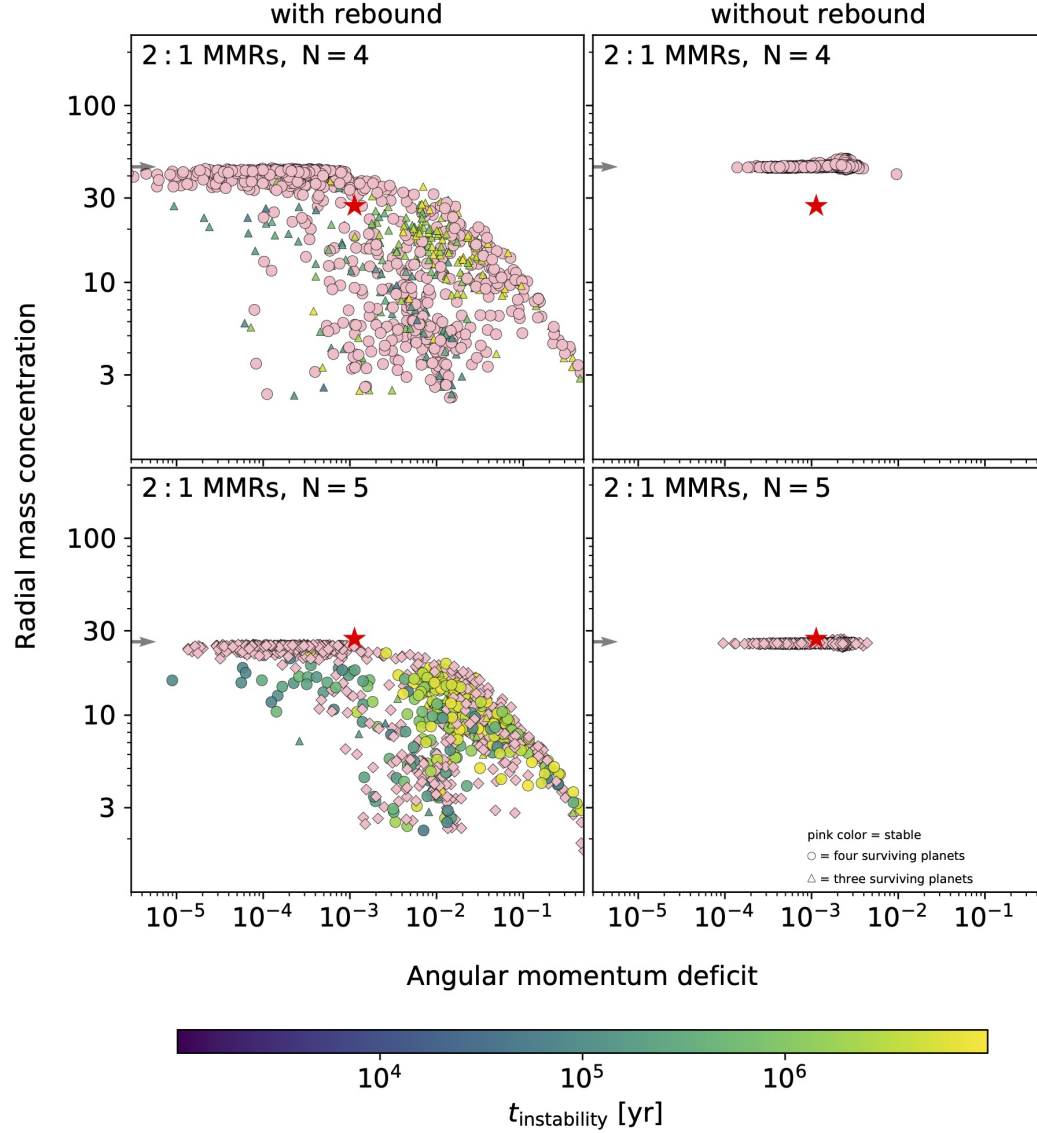 with rebound
without rebound
2 : 1 MMRs, N = 4
2 : 1 MMRs, N = 4
100
30
10
3
2 : 1 MMRs, N = 5
2 : 1 MMRs, N = 5
100
30
10
3
Radial mass concentration
pink color = stable
○ = four surviving planets
△ = three surviving planets
10⁻⁵ 10⁻⁴ 10⁻³ 10⁻² 10⁻¹
10⁻⁵ 10⁻⁴ 10⁻³ 10⁻² 10⁻¹
Angular momentum deficit
10⁴ 10⁵ 10⁶
t_instability [yr]